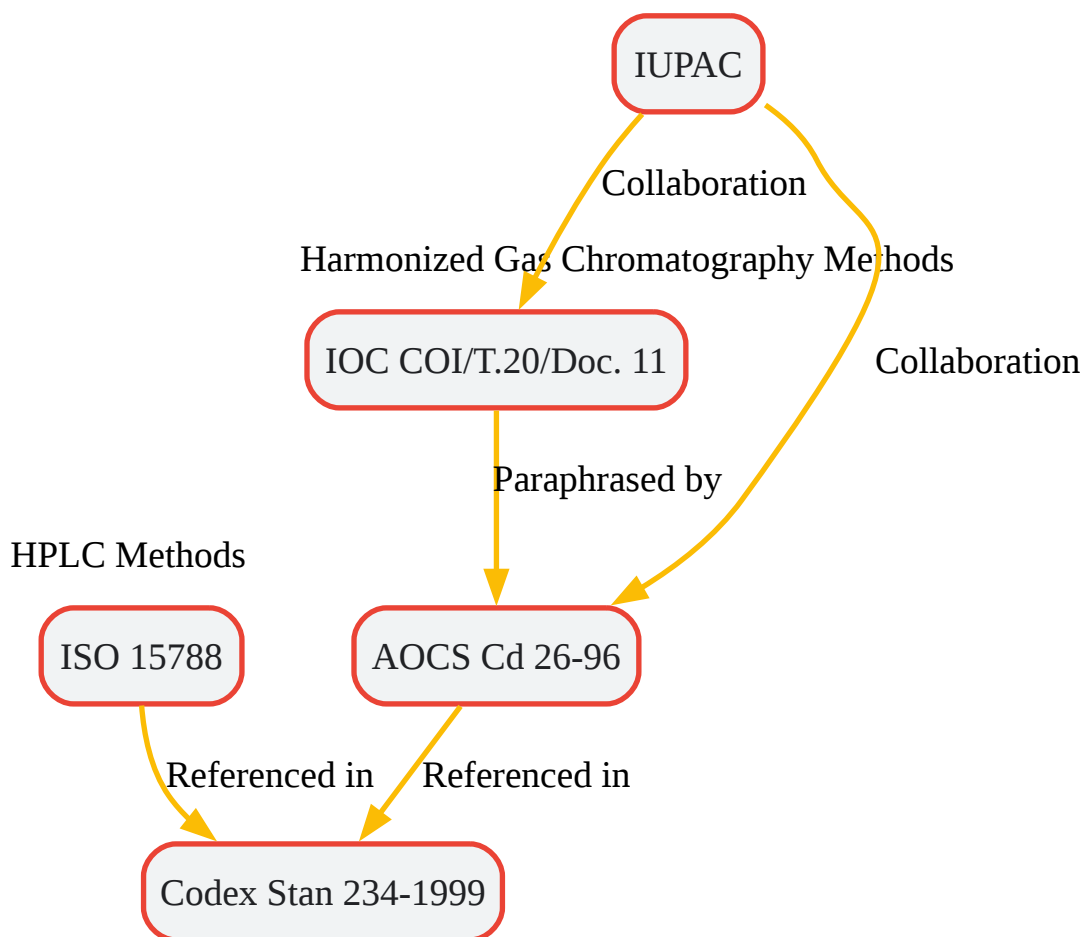 IUPAC
Collaboration
Harmonized Gas Chromatography Methods
IOC COI/T.20/Doc. 11
Collaboration
Paraphrased by
HPLC Methods
ISO 15788
AOCS Cd 26-96
Referenced in
Referenced in
Codex Stan 234-1999